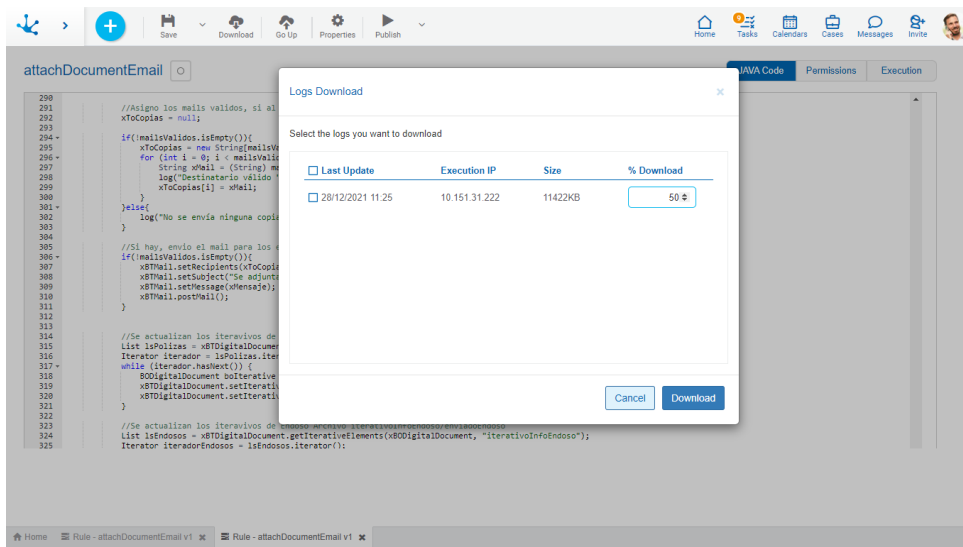 Save
Download
Go Up
Properties
Publish
Home
9
Tasks
Calendars
Cases
Messages
Invite
attachDocumentEmail
JAVA Code
Permissions
Execution
290
291 //Asigno los mails validos, si al
292 xToCopias = null;
293
294 if(!mailsValidos.isEmpty()){
295 xToCopias = new String[mailsVa
296 for (int i = 0; i < mailsValid
297 String xMail = (String) ma
298 log("Destinatario válido "
299 xToCopias[i] = xMail;
300 }
301 }else{
302 log("No se envía ninguna copia
303 }
304
305 //Si hay, envio el mail para los e
306 if(!mailsValidos.isEmpty()){
307 xBTMail.setRecipients(xToCopia
308 xBTMail.setSubject("Se adjunta
309 xBTMail.setMessage(xMensaje);
310 xBTMail.postMail();
311 }
312
313
314 //Se actualizan los iteravivos de
315 List lsPolizas = xBTDigitalDocumen
316 Iterator iterador = lsPolizas.iter
317 while (iterador.hasNext()) {
318 BODigitalDocument boIterative
319 xBTDigitalDocument.setIterativ
320 xBTDigitalDocument.setIterativ
321 }
322
323 //Se actualizan los iteravivos de Endoso Archivo iterativoInfoEndoso/enviadoEndoso
324 List lsEndosos = xBTDigitalDocument.getIterativeElements(xBODigitalDocument, "iterativoInfoEndoso");
325 Iterator iteradorEndosos = lsEndosos.iterator();
Logs Download
×
Select the logs you want to download
Last Update Execution IP Size % Download
28/12/2021 11:25 10.151.31.222 11422KB 50
Cancel Download
Home Rule - attachDocumentEmail v1 Rule - attachDocumentEmail v1